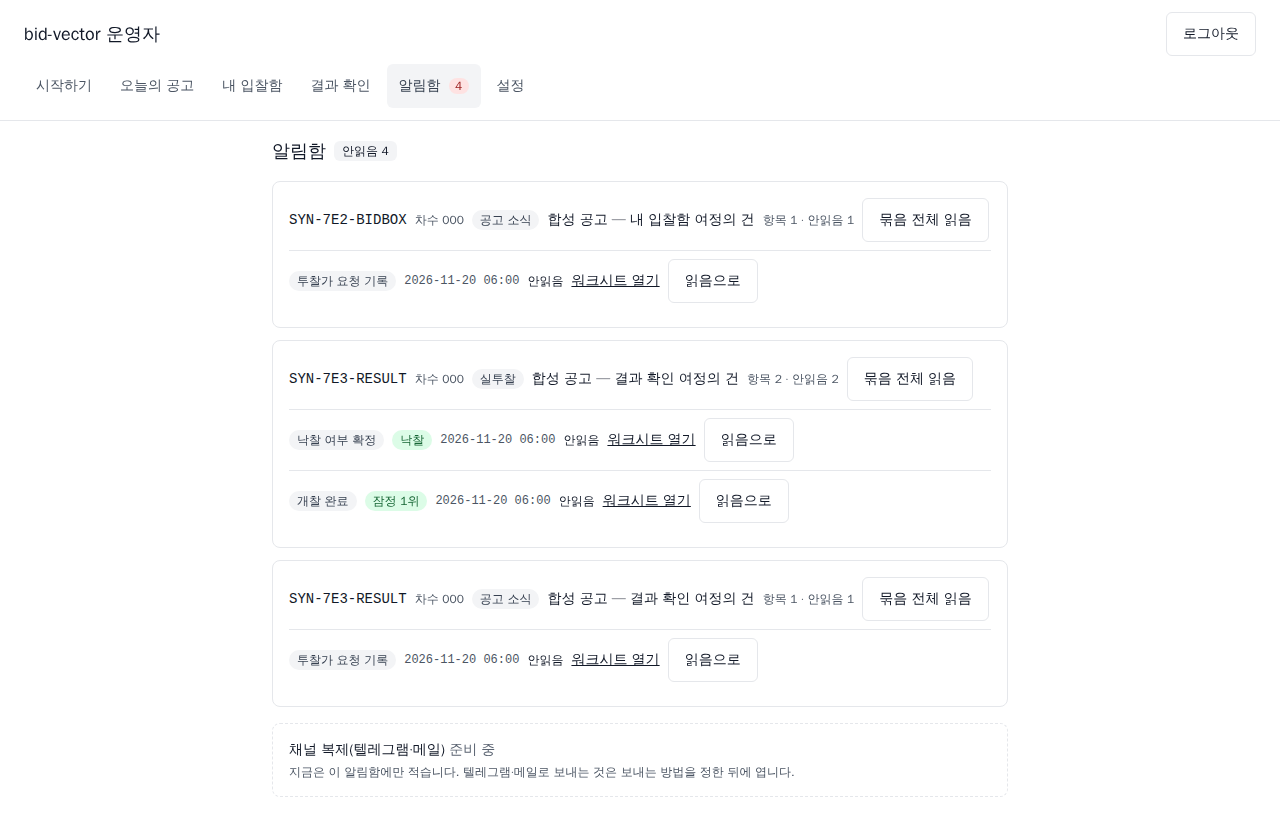 bid-vector 운영자
로그아웃
시작하기 오늘의 공고 내 입찰함 결과 확인 알림함 4 설정
알림함 안읽음 4
SYN-7E2-BIDBOX 차수 000 공고 소식 합성 공고 — 내 입찰함 여정의 건 항목 1 · 안읽음 1 묶음 전체 읽음
투찰가 요청 기록 2026-11-20 06:00 안읽음 워크시트 열기 읽음으로
SYN-7E3-RESULT 차수 000 실투찰 합성 공고 — 결과 확인 여정의 건 항목 2 · 안읽음 2 묶음 전체 읽음
낙찰 여부 확정 낙찰 2026-11-20 06:00 안읽음 워크시트 열기 읽음으로
개찰 완료 잠정 1위 2026-11-20 06:00 안읽음 워크시트 열기 읽음으로
SYN-7E3-RESULT 차수 000 공고 소식 합성 공고 — 결과 확인 여정의 건 항목 1 · 안읽음 1 묶음 전체 읽음
투찰가 요청 기록 2026-11-20 06:00 안읽음 워크시트 열기 읽음으로
채널 복제(텔레그램·메일) 준비 중
지금은 이 알림함에만 적습니다. 텔레그램·메일로 보내는 것은 보내는 방법을 정한 뒤에 엽니다.